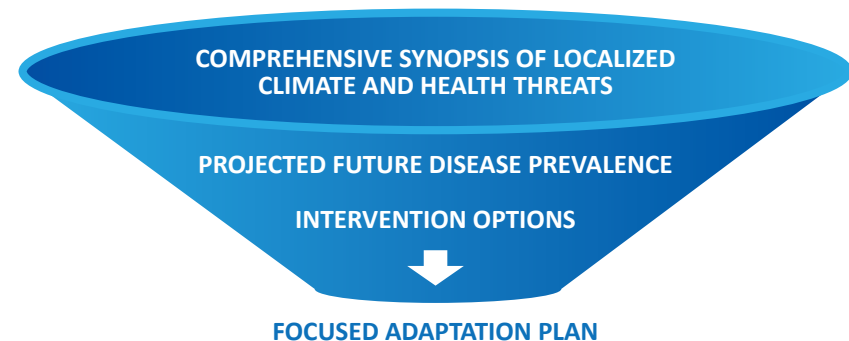 COMPREHENSIVE SYNOPSIS OF LOCALIZED
CLIMATE AND HEALTH THREATS
PROJECTED FUTURE DISEASE PREVALENCE
INTERVENTION OPTIONS
FOCUSED ADAPTATION PLAN